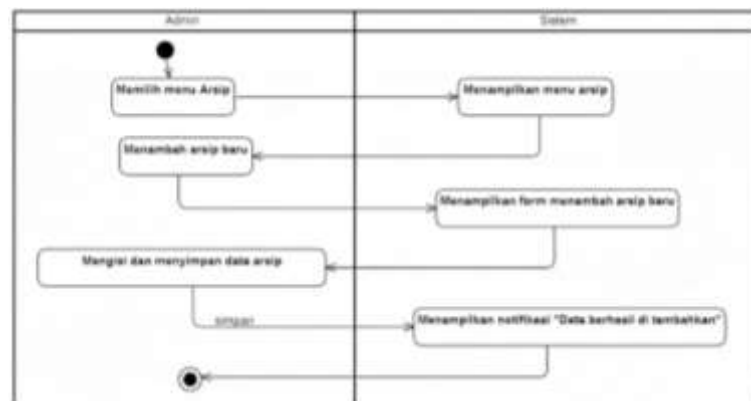 Admin
Sistem
Memilih menu Arsip
Menampilkan menu arsip
Menambah arsip baru
Menampilkan form menambah arsip baru
Mengisi dan menyimpan data arsip
simpan
Menampilkan notifikasi "Data berhasil di tambahkan"